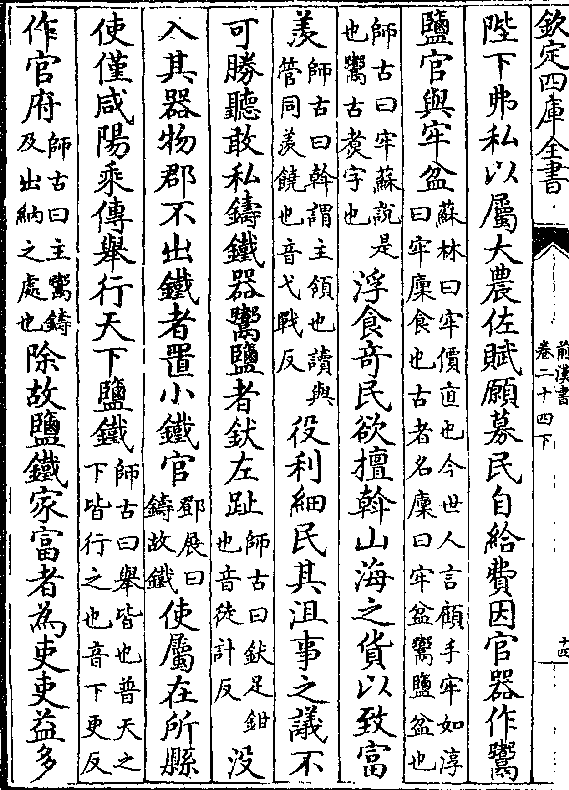 欽定四庫全書
前漢書
卷二十四下
十四
陛下弗私以屬大農佐賦願募民自給費因官器作鬻
鹽官與牢盆
蘇林曰牢價直也今世人言顧手牢如淳
曰牢廩食也古者名廩曰牢盆鬻鹽盆也
師古曰牢蘇說是
也鬻古煑字也
浮食竒民欲擅斡山海之貨以致富
羨
師古曰斡謂主領也讀與
管同羨饒也音弋戰反
役利細民其沮事之議不
可勝聽敢私鑄鐵器鬻鹽者釱左趾
師古曰釱足鉗
也音徒計反
没
入其器物郡不出鐵者置小鐵官
鄧展曰
鑄故鐵
使屬在所縣
使僅咸陽乘傳舉行天下鹽鐵
師古曰舉皆也普天之
下皆行之也音下更反
作官府
師古曰主鬻鑄
及出納之處也
除故鹽鐵家富者為吏吏益多